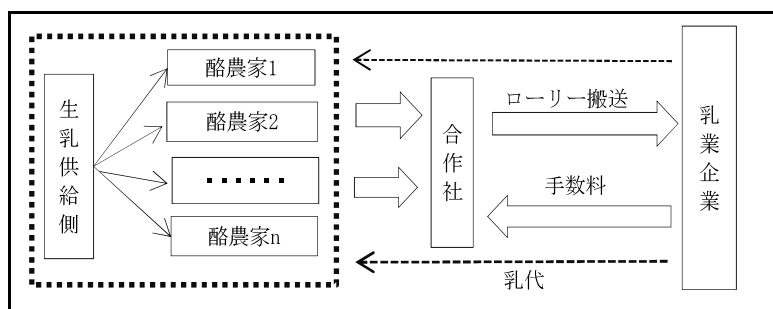 生乳供給側
酪農家1
酪農家2
······
酪農家n
合作社
ローリー搬送
手数料
乳代
乳業企業